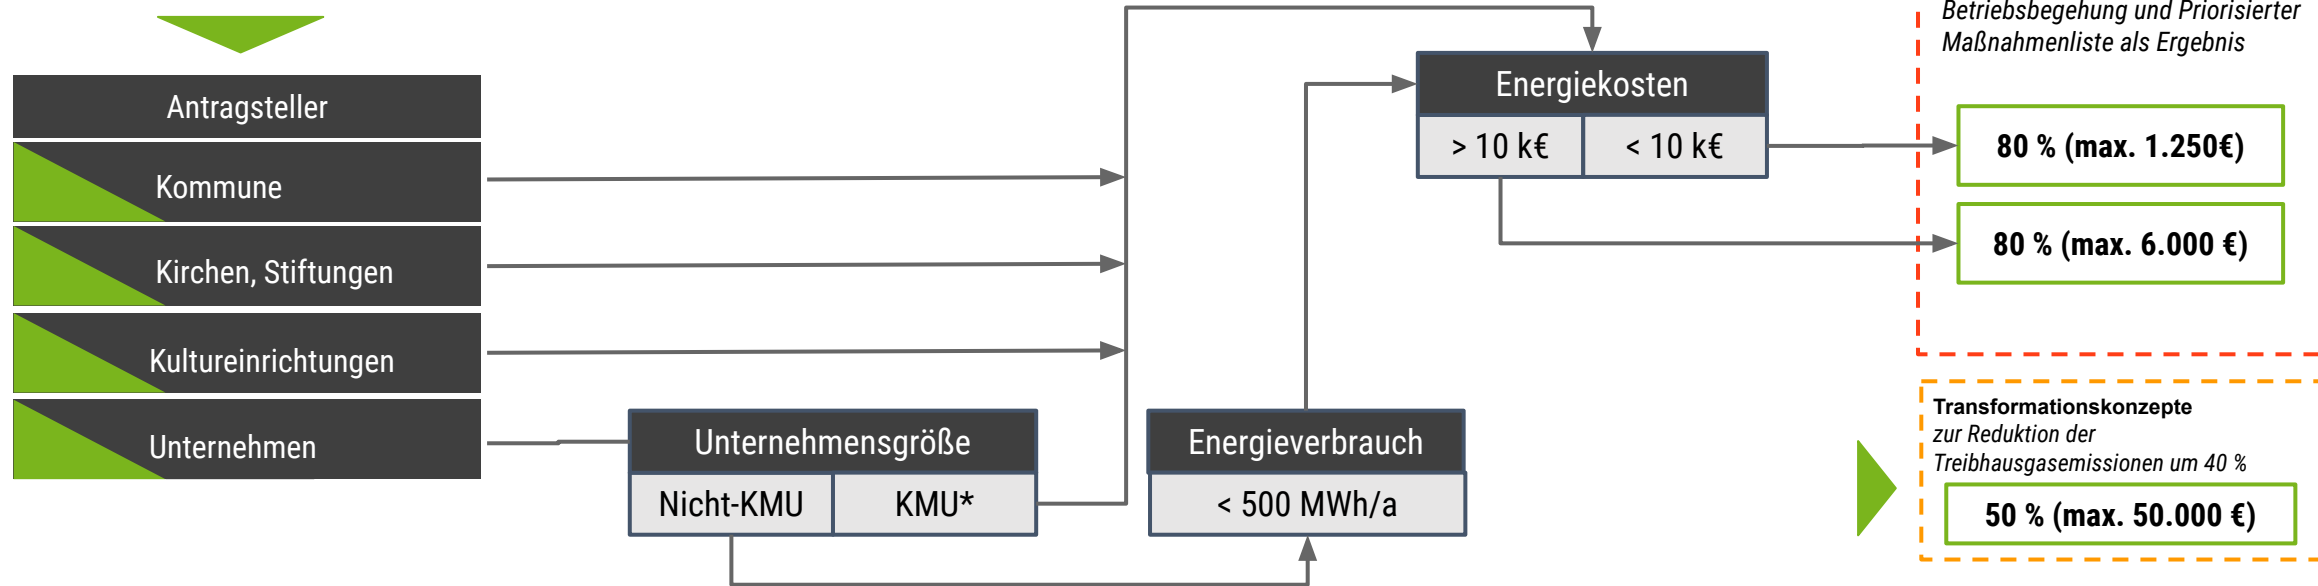 Antragsteller
Kommune
Kirchen, Stiftungen
Kultureinrichtungen
Unternehmen
Unternehmensgröße
Nicht-KMU
KMU*
Energieverbrauch
< 500 MWh/a
Energiekosten
> 10 k€
< 10 k€
Betriebsbegehung und Priorisierter
Maßnahmenliste als Ergebnis
80 % (max. 1.250€)
80 % (max. 6.000 €)
Transformationskonzepte
zur Reduktion der
Treibhausgasemissionen um 40 %
50 % (max. 50.000 €)